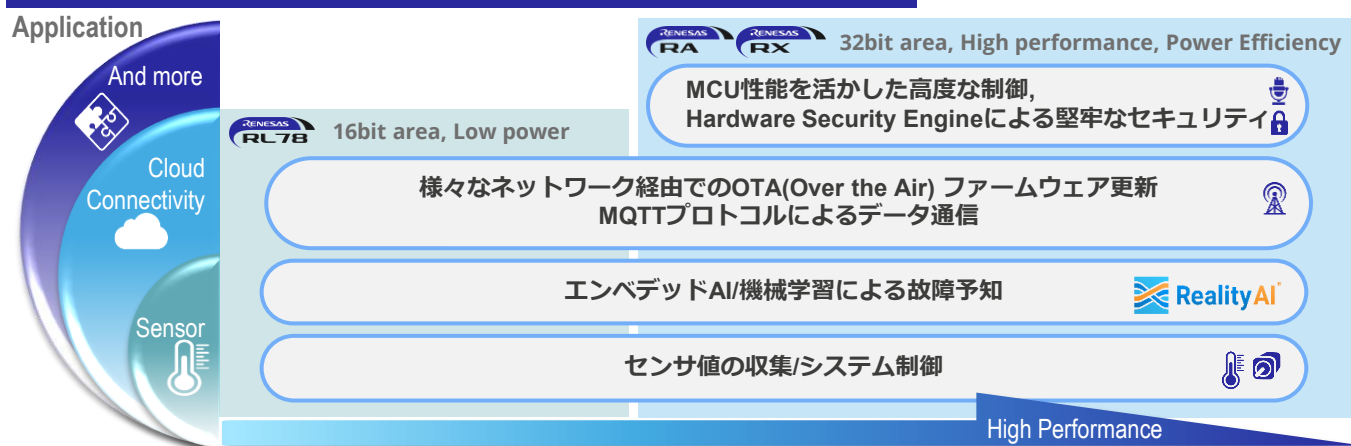 Application
And more
Cloud
Connectivity
Sensor
RENESAS
RA
RENESAS
RX
32bit area, High performance, Power Efficiency
MCU性能を活かした高度な制御,
Hardware Security Engineによる堅牢なセキュリティ
RENESAS
RL78
16bit area, Low power
様々なネットワーク経由でのOTA(Over the Air) ファームウェア更新
MQTTプロトコルによるデータ通信
エンベデッドAI/機械学習による故障予知
Reality AI
センサ値の収集/システム制御
High Performance